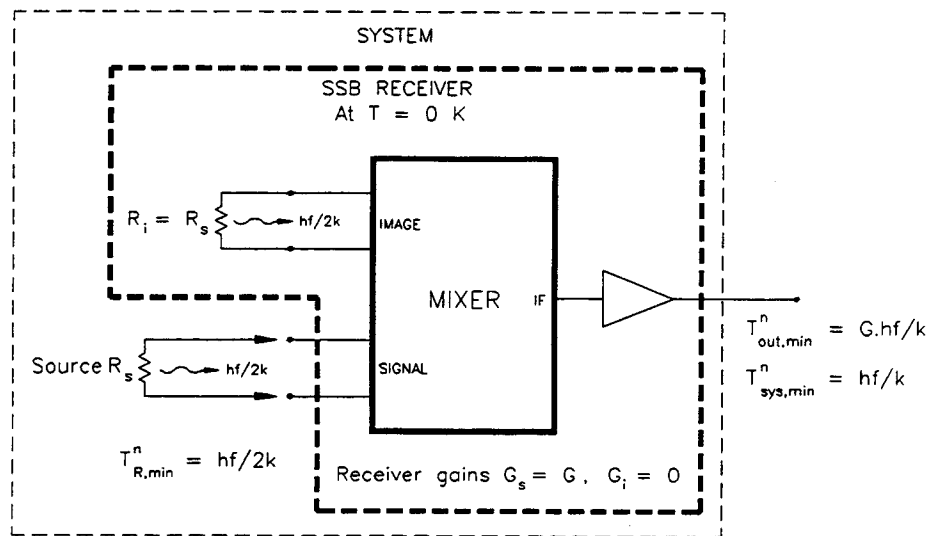 SYSTEM
SSB RECEIVER
At T = 0 K
R_i = R_s
hf/2k
IMAGE
MIXER
IF
Source R_s
hf/2k
SIGNAL
T^n_out,min = G.hf/k
T^n_sys,min = hf/k
T^n_R,min = hf/2k
Receiver gains G_s = G, G_i = 0